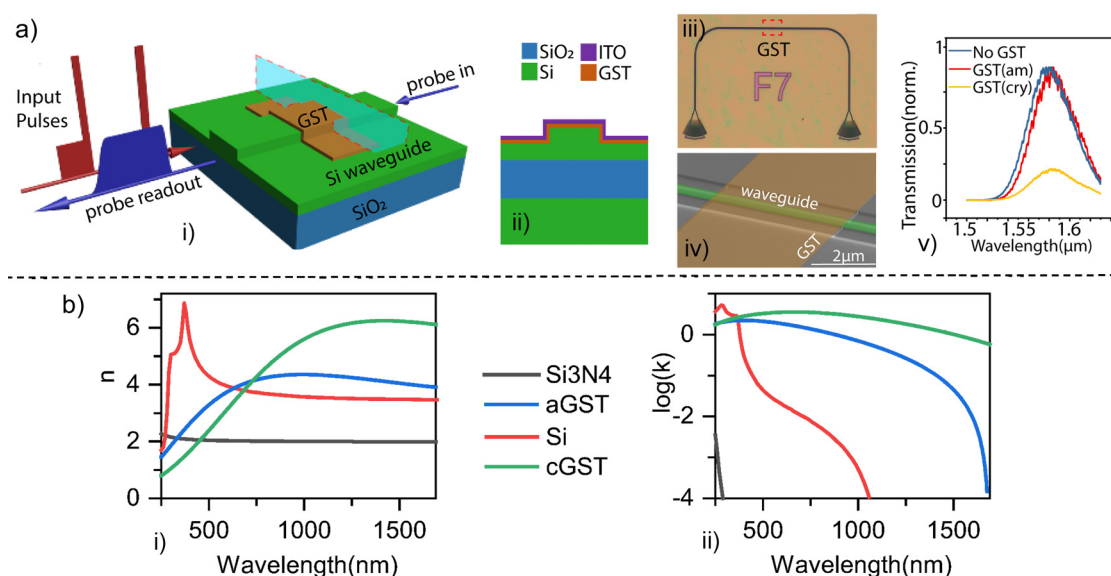 a)
Input
Pulses
probe in
GST
Si waveguide
probe readout
SiO₂
i)
SiO₂
ITO
Si
GST
ii)
iii)
GST
F7
waveguide
GST
2μm
iv)
No GST
GST(am)
GST(cry)
Transmission(norm.)
1
0.5
0
1.5
1.55
1.6
Wavelength(μm)
v)
b)
n
6
4
2
0
500
1000
1500
i)
Wavelength(nm)
Si3N4
aGST
Si
cGST
log(k)
0
-2
-4
500
1000
1500
ii)
Wavelength(nm)